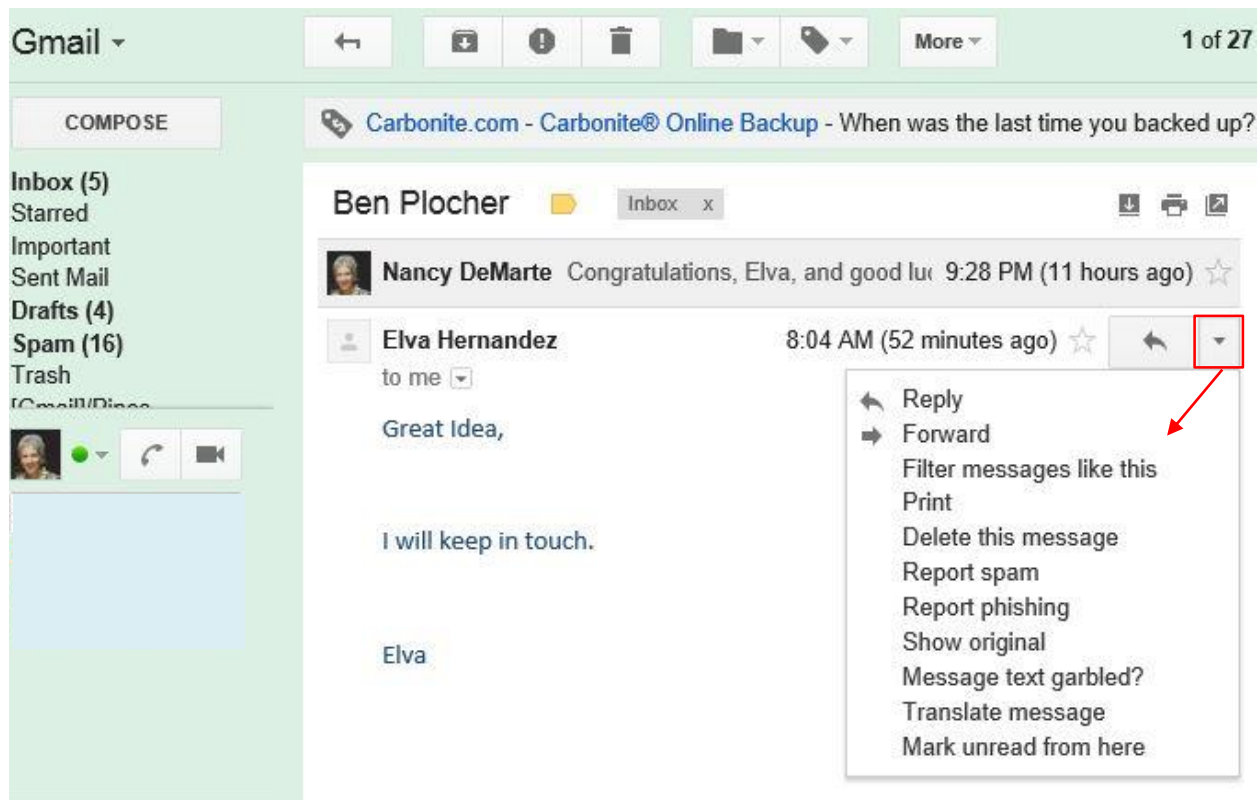 Gmail
More
1 of 27
COMPOSE
Carbonite.com - Carbonite® Online Backup - When was the last time you backed up?
Inbox (5)
Starred
Important
Sent Mail
Drafts (4)
Spam (16)
Trash
Ben Plocher
Inbox x
Nancy DeMarte Congratulations, Elva, and good 9:28 PM (11 hours ago)
Elva Hernandez 8:04 AM (52 minutes ago)
to me
Great Idea,
I will keep in touch.
Elva
Reply
Forward
Filter messages like this
Print
Delete this message
Report spam
Report phishing
Show original
Message text garbled?
Translate message
Mark unread from here